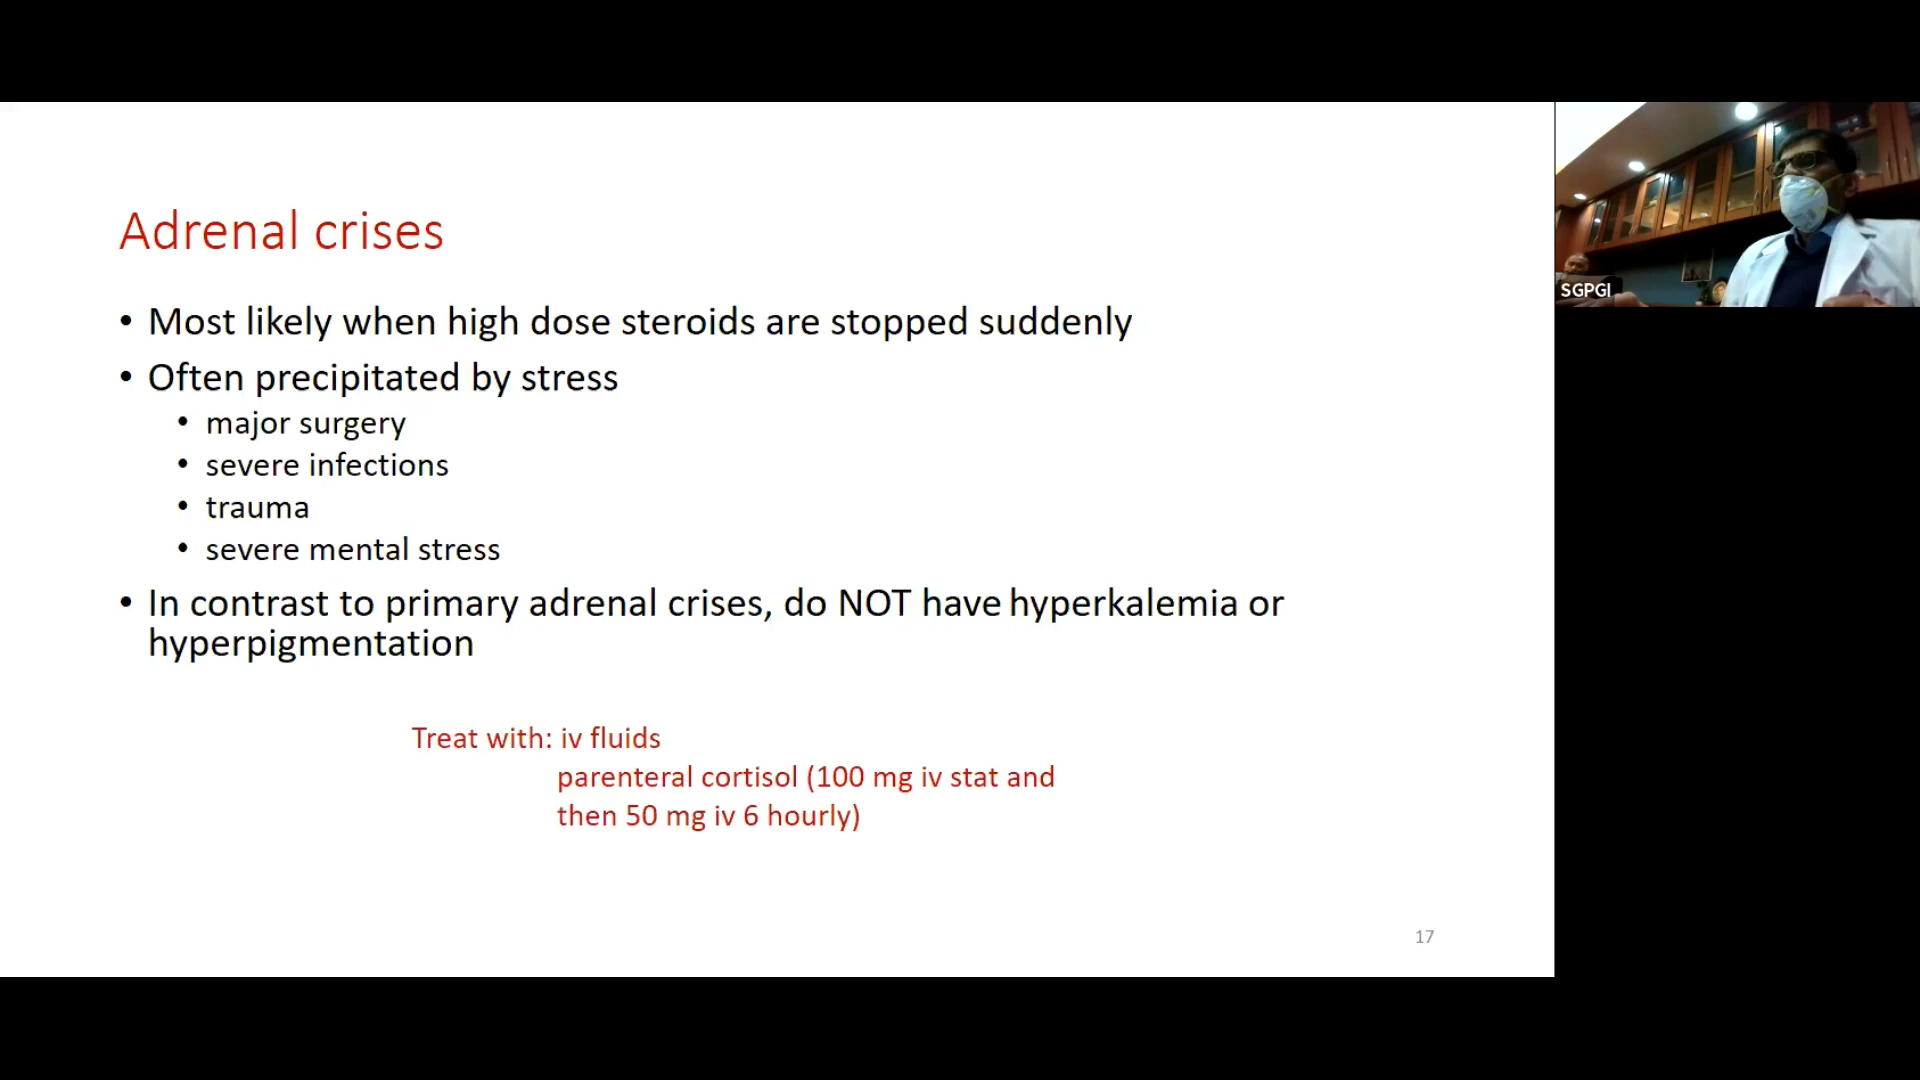 Adrenal crises
• Most likely when high dose steroids are stopped suddenly
• Often precipitated by stress
• major surgery
• severe infections
• trauma
• severe mental stress
• In contrast to primary adrenal crises, do NOT have hyperkalemia or
hyperpigmentation
Treat with: iv fluids
parenteral cortisol (100 mg iv stat and
then 50 mg iv 6 hourly)
17
SGPGI